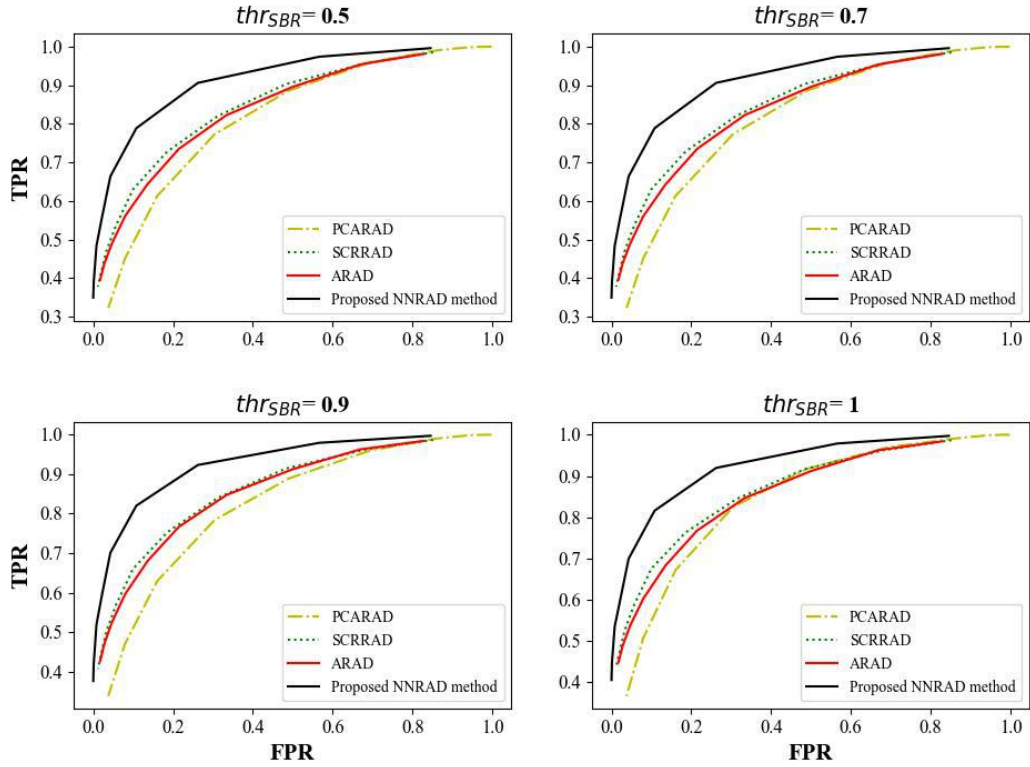 thr_SBR= 0.5
TPR
1.0
0.9
0.8
0.7
0.6
0.5
0.4
0.3
0.0 0.2 0.4 0.6 0.8 1.0
PCARAD
SCRRAD
ARAD
Proposed NNRAD method
thr_SBR= 0.7
1.0
0.9
0.8
0.7
0.6
0.5
0.4
0.3
0.0 0.2 0.4 0.6 0.8 1.0
PCARAD
SCRRAD
ARAD
Proposed NNRAD method
thr_SBR= 0.9
TPR
1.0
0.9
0.8
0.7
0.6
0.5
0.4
0.0 0.2 0.4 0.6 0.8 1.0
FPR
PCARAD
SCRRAD
ARAD
Proposed NNRAD method
thr_SBR= 1
1.0
0.9
0.8
0.7
0.6
0.5
0.4
0.0 0.2 0.4 0.6 0.8 1.0
FPR
PCARAD
SCRRAD
ARAD
Proposed NNRAD method